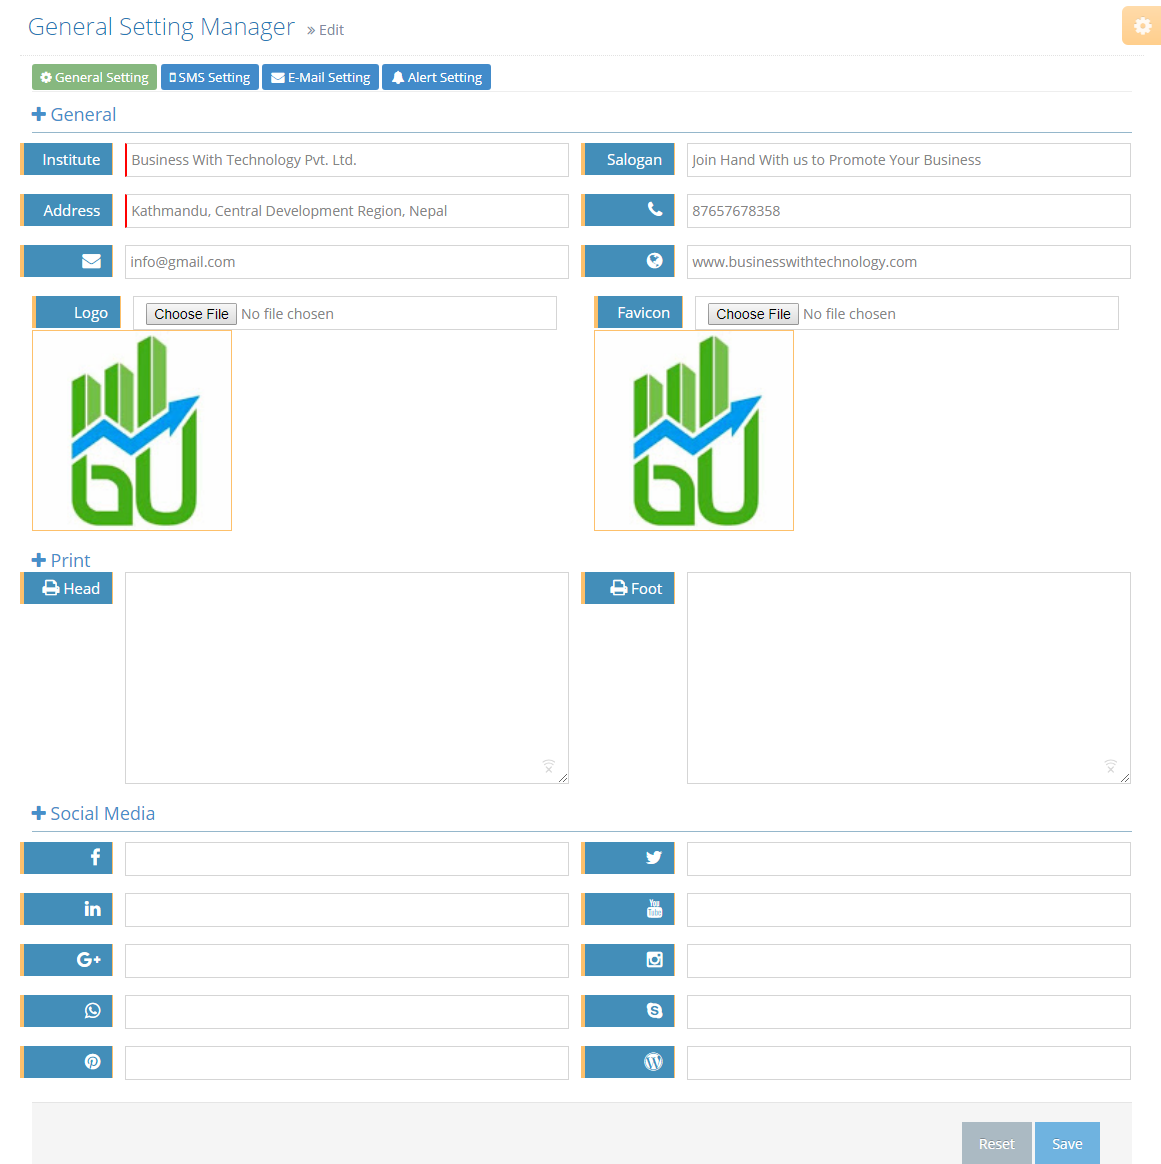 General Setting Manager » Edit
General Setting SMS Setting E-Mail Setting Alert Setting
General
Institute Business With Technology Pvt. Ltd. Salogan Join Hand With us to Promote Your Business
Address Kathmandu, Central Development Region, Nepal 87657678358
info@gmail.com www.businesswithtechnology.com
Logo Choose File No file chosen Favicon Choose File No file chosen
Print
Head Foot
Social Media
You Tube
Reset Save